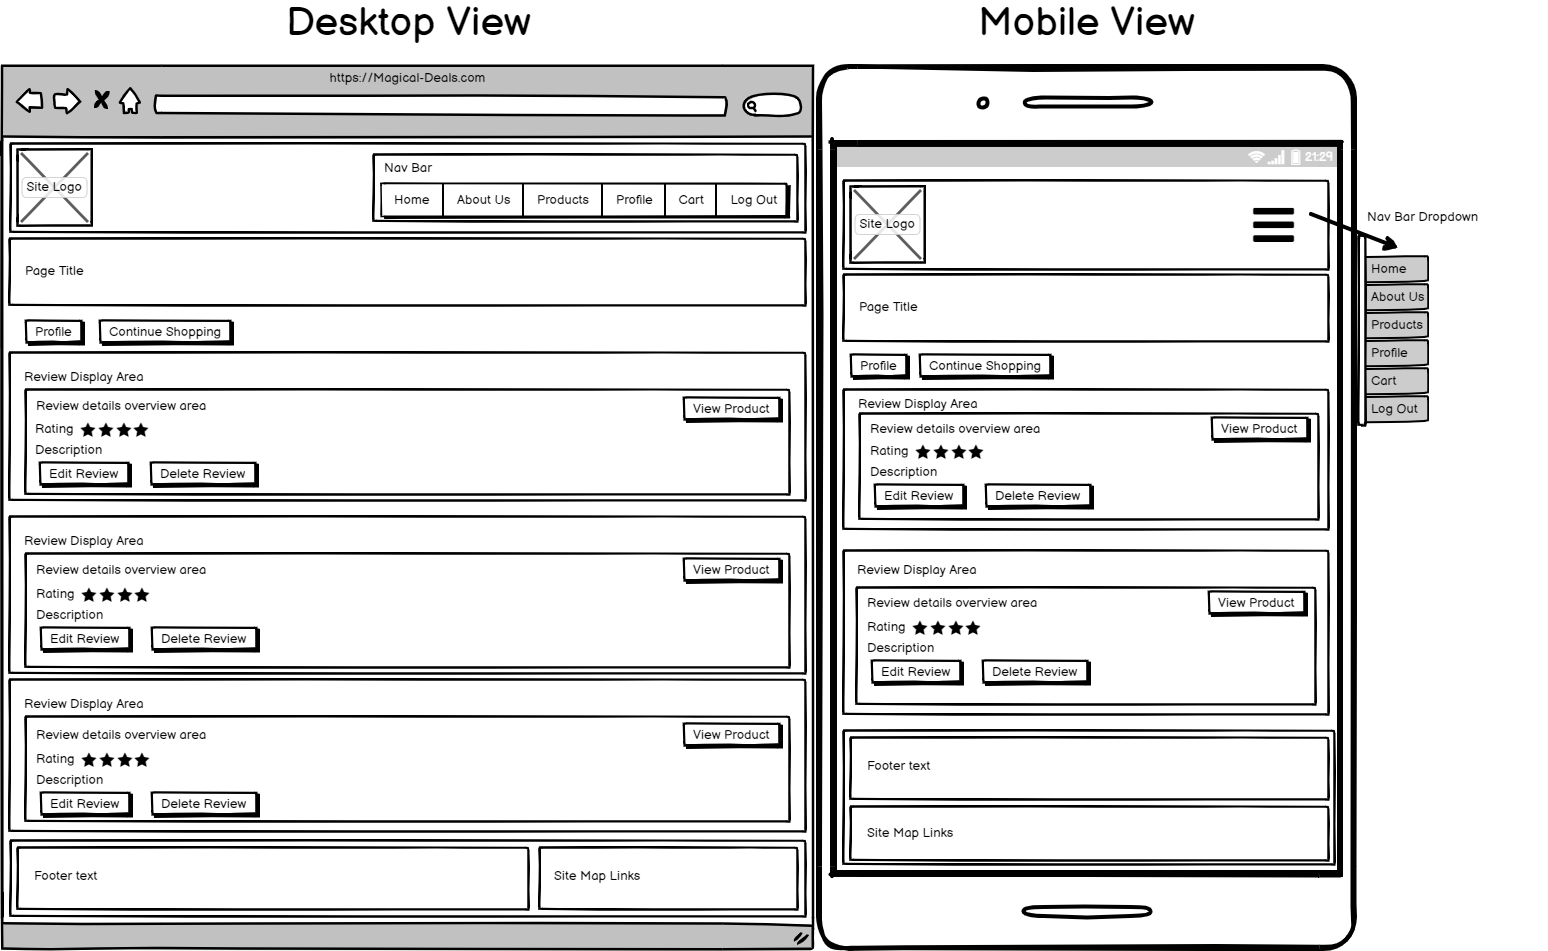 Desktop View
https://Magical-Deals.com
Site Logo
Nav Bar
Home About Us Products Profile Cart Log Out
Page Title
Profile Continue Shopping
Review Display Area
Review details overview area View Product
Rating
Description
Edit Review Delete Review
Review Display Area
Review details overview area View Product
Rating
Description
Edit Review Delete Review
Review Display Area
Review details overview area View Product
Rating
Description
Edit Review Delete Review
Footer text Site Map Links
Mobile View
21:29
Site Logo
Nav Bar Dropdown
Home
About Us
Products
Profile
Cart
Log Out
Page Title
Profile Continue Shopping
Review Display Area
Review details overview area View Product
Rating
Description
Edit Review Delete Review
Review Display Area
Review details overview area View Product
Rating
Description
Edit Review Delete Review
Footer text
Site Map Links